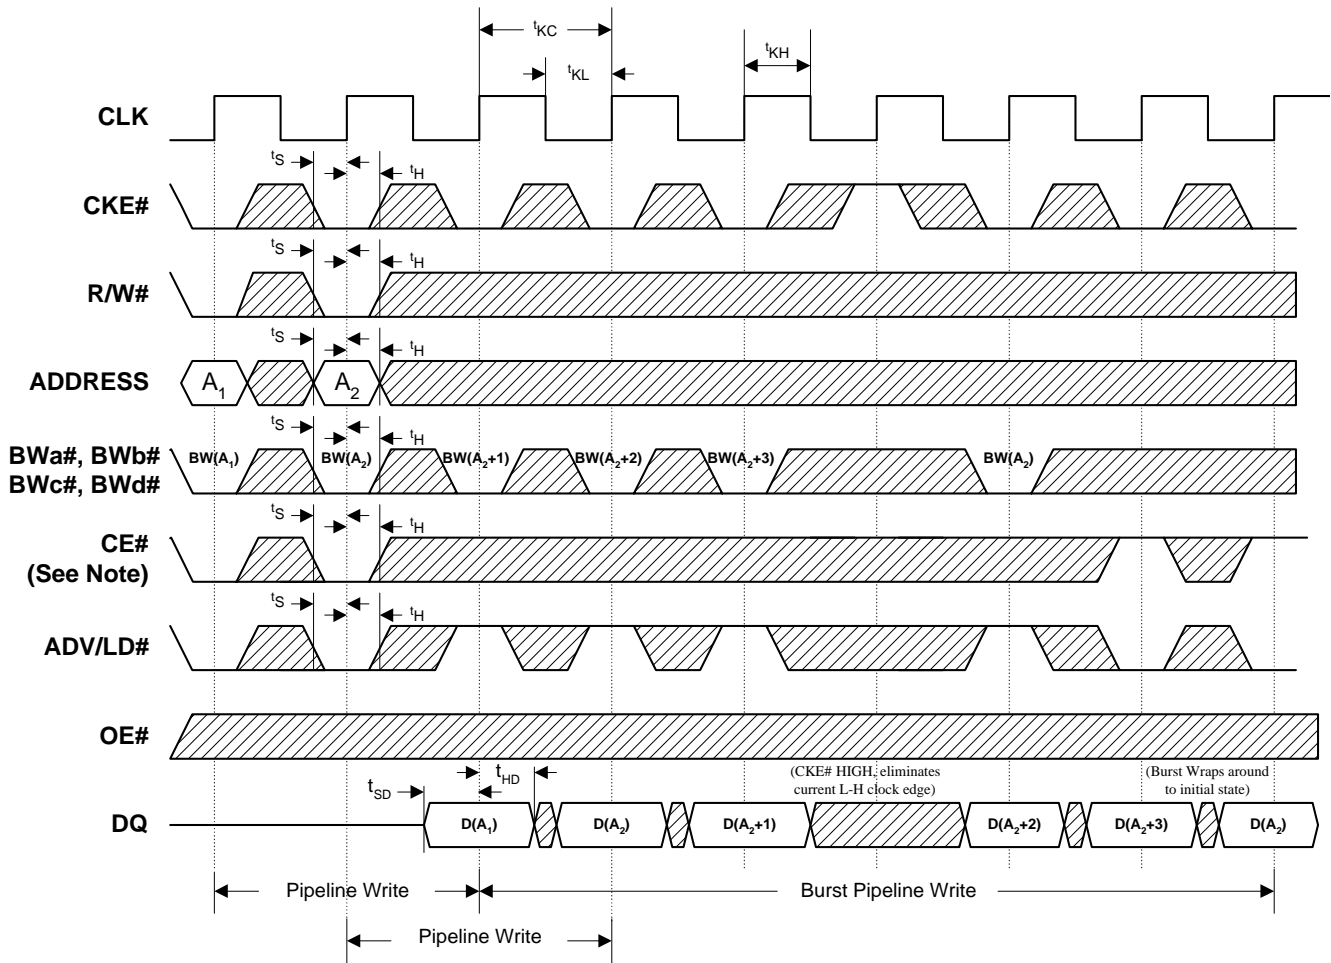 tKC
tKH
tKL
CLK
tS
tH
CKE#
tS
tH
R/W#
tS
tH
ADDRESS
A1
A2
tS
tH
BWa#, BWb#
BWc#, BWd#
BW(A1)
BW(A2)
BW(A2+1)
BW(A2+2)
BW(A2+3)
BW(A2)
tS
tH
CE#
(See Note)
tS
tH
ADV/LD#
OE#
tSD
tHD
(CKE# HIGH, eliminates
current L-H clock edge)
(Burst Wraps around
to initial state)
DQ
D(A1)
D(A2)
D(A2+1)
D(A2+2)
D(A2+3)
D(A2)
Pipeline Write
Burst Pipeline Write
Pipeline Write